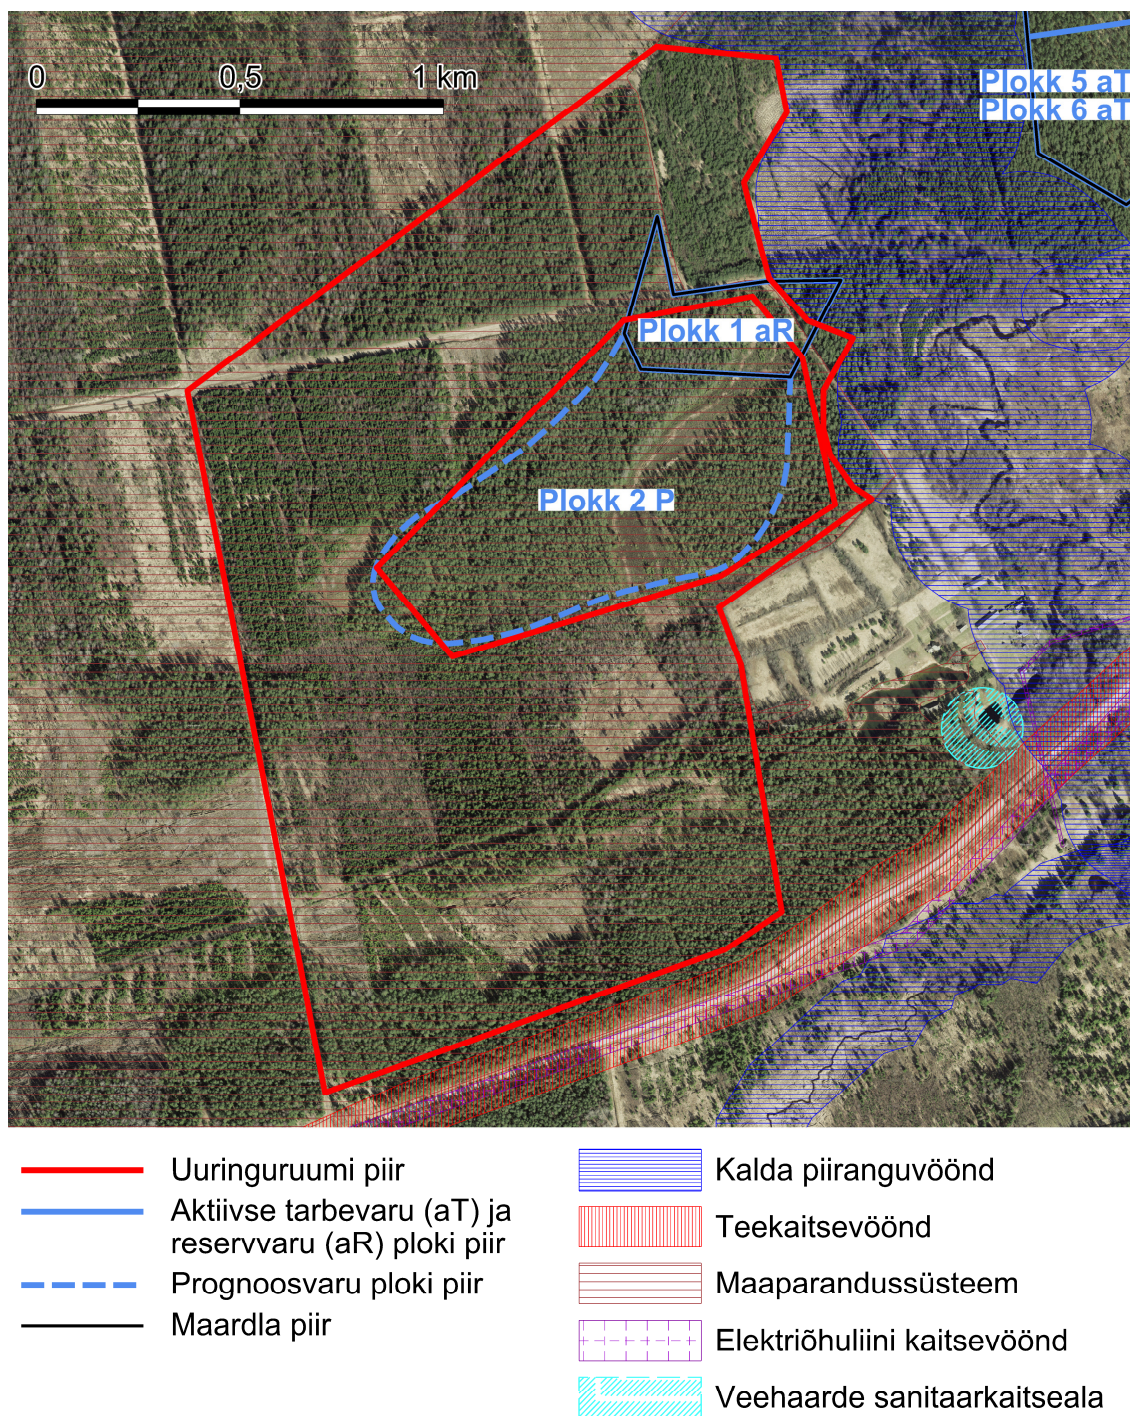 0 0,5 1 km
Plokk 5 aT
Plokk 6 aT
Plokk 1 aR
Plokk 2 P
Uuringuruumi piir
Aktiivse tarbevaru (aT) ja
reservvaru (aR) ploki piir
Prognoosvaru ploki piir
Maardla piir
Kalda piiranguvöönd
Teekaitsevöönd
Maaparandussüsteem
Elektriõhuliini kaitsevöönd
Veehaarde sanitaarkaitseala